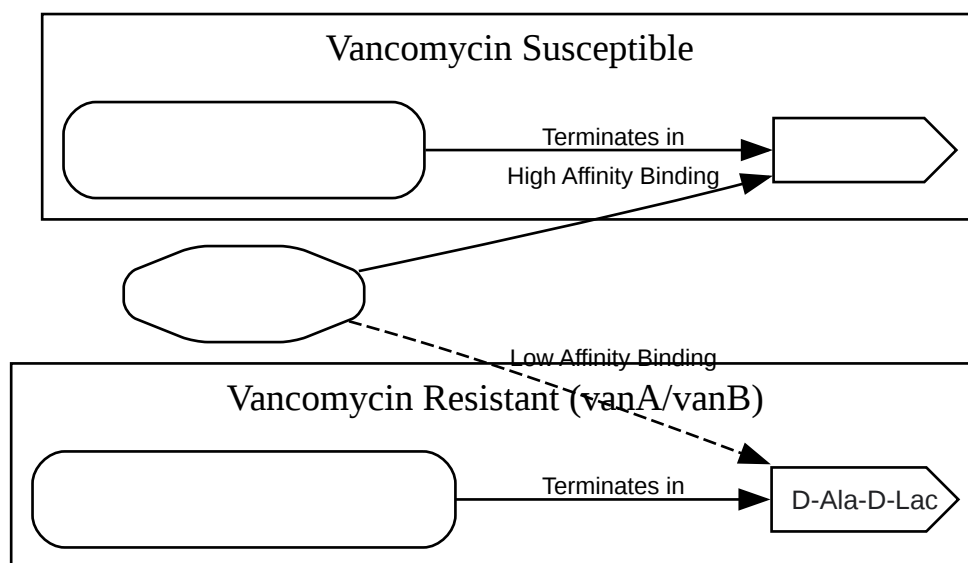 Vancomycin Susceptible
Terminates in
High Affinity Binding
Low Affinity Binding
Vancomycin Resistant (vanA/vanB)
Terminates in
D-Ala-D-Lac